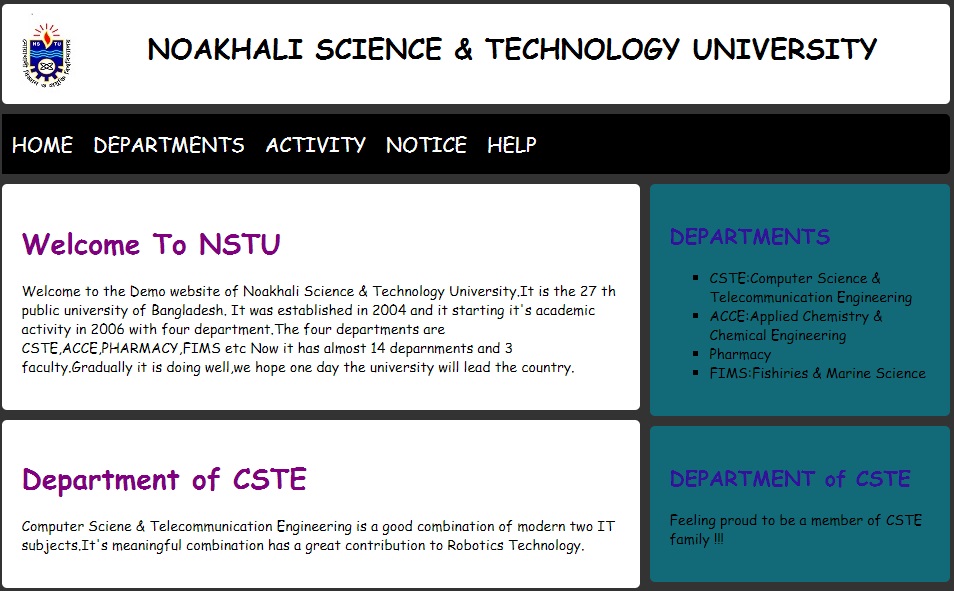 NS TU
NOAKHALI SCIENCE & TECHNOLOGY UNIVERSITY
HOME DEPARTMENTS ACTIVITY NOTICE HELP
Welcome To NSTU
Welcome to the Demo website of Noakhali Science & Technology University.It is the 27 th
public university of Bangladesh. It was established in 2004 and it starting it's academic
activity in 2006 with four department.The four departments are
CSTE,ACCE,PHARMACY,FIMS etc Now it has almost 14 deparnments and 3
faculty.Gradually it is doing well,we hope one day the university will lead the country.
Department of CSTE
Computer Sciene & Telecommunication Engineering is a good combination of modern two IT
subjects.It's meaningful combination has a great contribution to Robotics Technology.
DEPARTMENTS
CSTE:Computer Science &
Telecommunication Engineering
ACCE:Applied Chemistry &
Chemical Engineering
Pharmacy
FIMS:Fishiries & Marine Science
DEPARTMENT of CSTE
Feeling proud to be a member of CSTE
family !!!